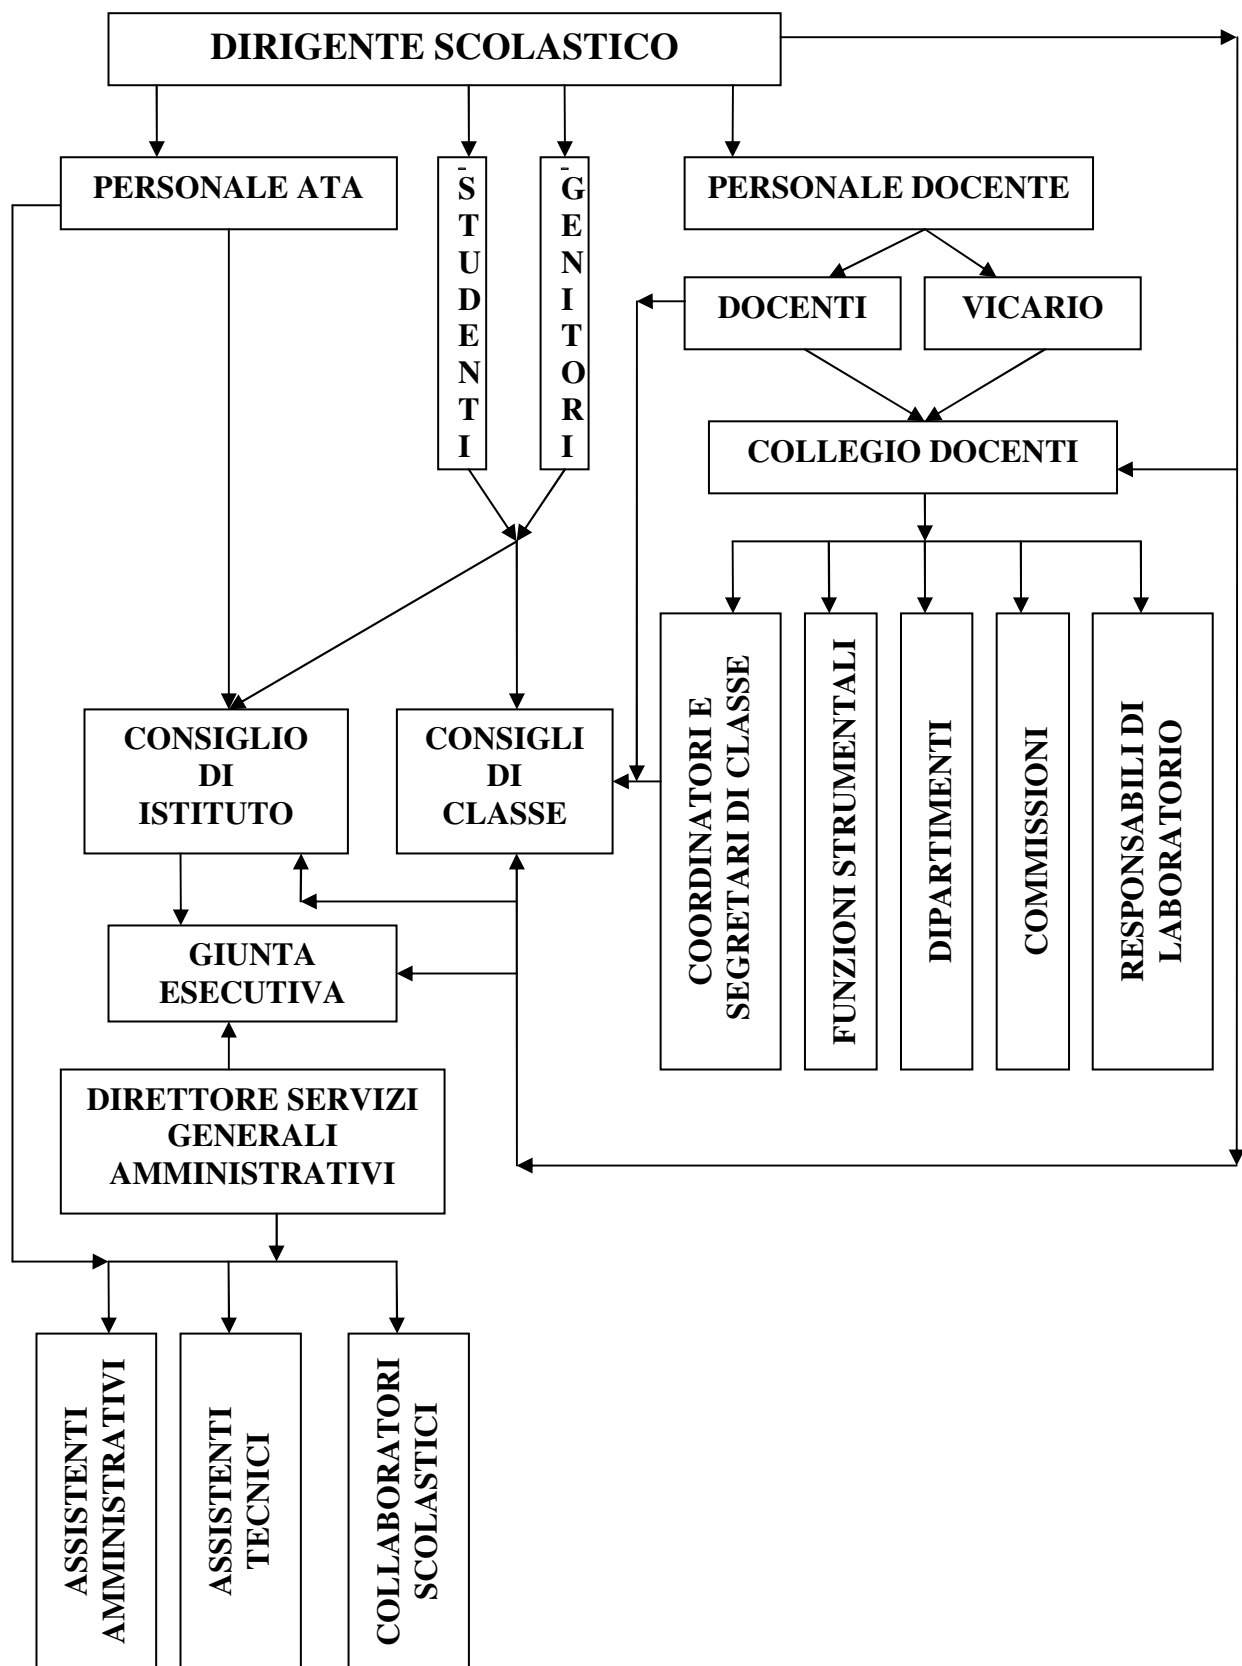 DIRIGENTE SCOLASTICO
PERSONALE ATA
STUDENTI
GENITORI
PERSONALE DOCENTE
DOCENTI
VICARIO
COLLEGIO DOCENTI
CONSIGLIO
DI
ISTITUTO
CONSIGLI
DI
CLASSE
COORDINATORI E
SEGRETARI DI CLASSE
FUNZIONI STRUMENTALI
DIPARTIMENTI
COMMISSIONI
RESPONSABILI DI
LABORATORIO
GIUNTA
ESECUTIVA
DIRETTORE SERVIZI
GENERALI
AMMINISTRATIVI
ASSISTENTI
AMMINISTRATIVI
ASSISTENTI
TECNICI
COLLABORATORI
SCOLASTICI